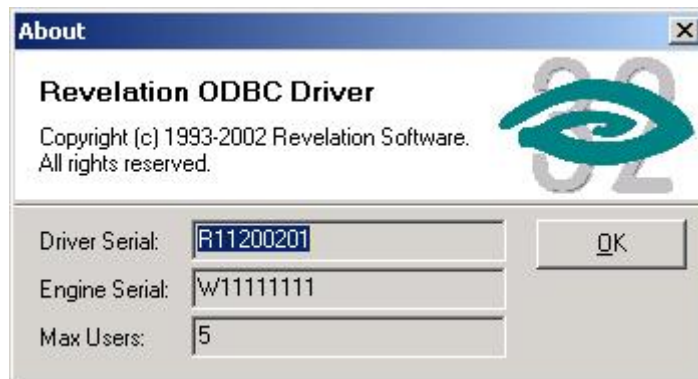 About
Revelation ODBC Driver
Copyright (c) 1993-2002 Revelation Software.
All rights reserved.
32
Driver Serial: R11200201
OK
Engine Serial: W11111111
Max Users: 5